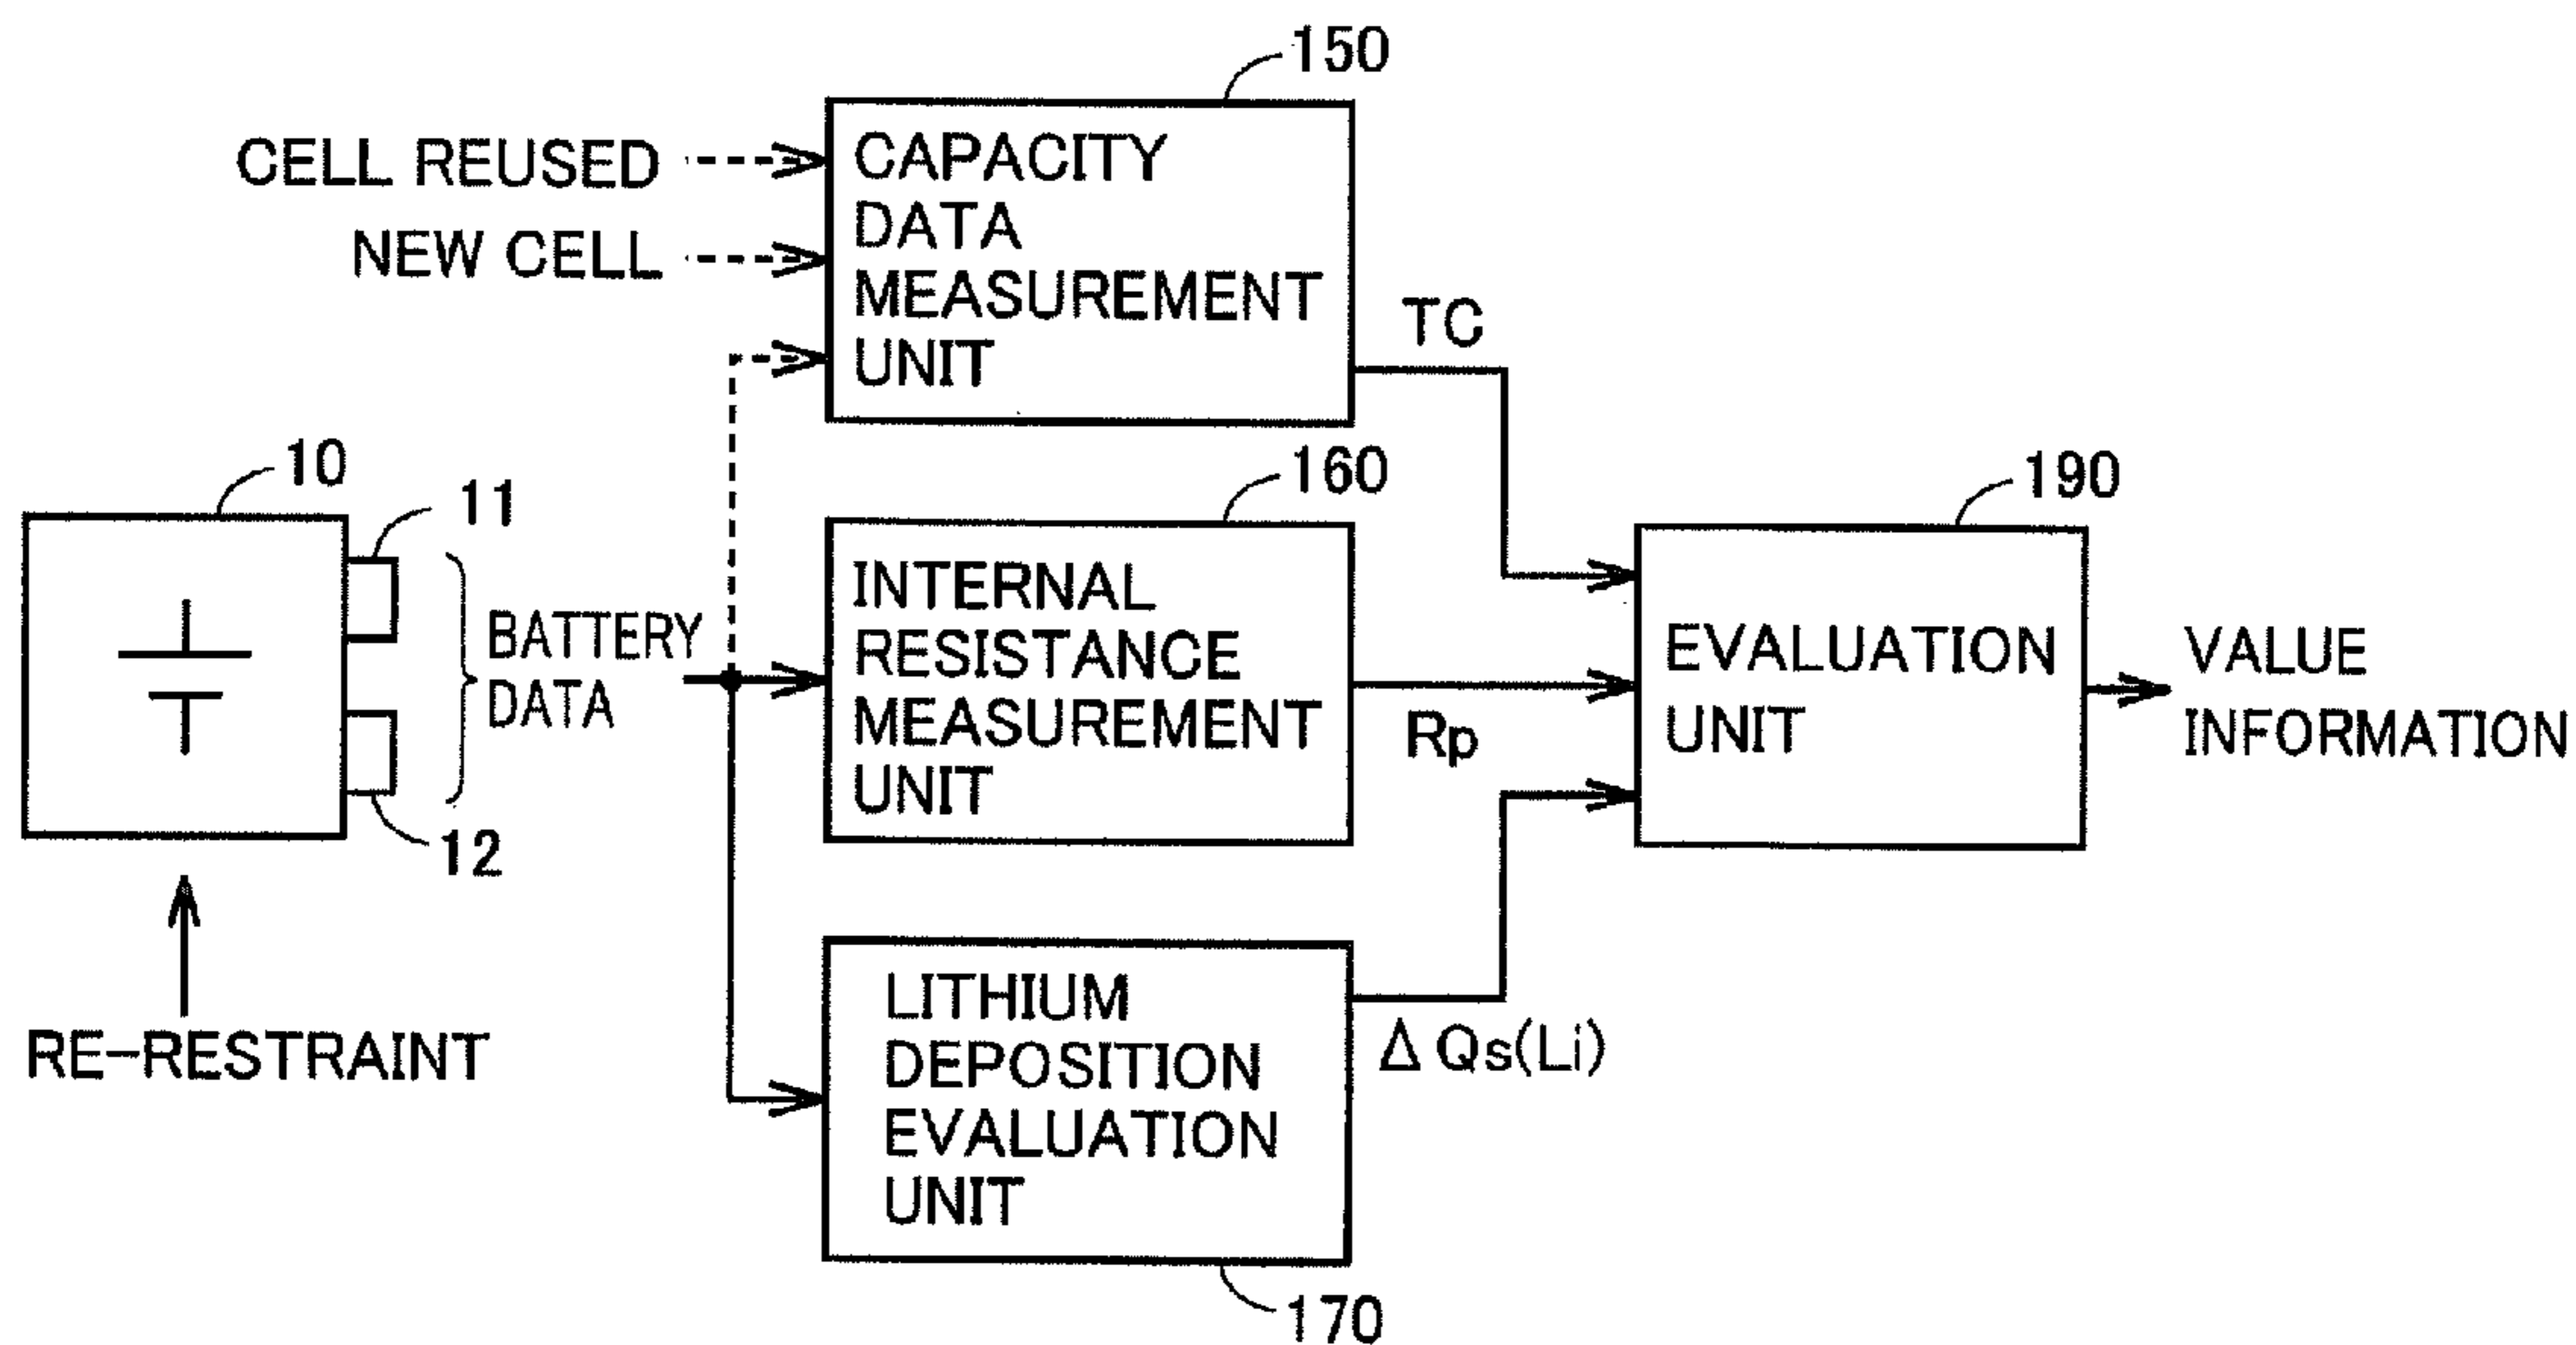 150
CELL REUSED
NEW CELL
CAPACITY
DATA
MEASUREMENT
UNIT
TC
10
11
12
BATTERY
DATA
RE-RESTRAINT
160
INTERNAL
RESISTANCE
MEASUREMENT
UNIT
Rp
190
EVALUATION
UNIT
VALUE
INFORMATION
LITHIUM
DEPOSITION
EVALUATION
UNIT
Δ Qs(Li)
170